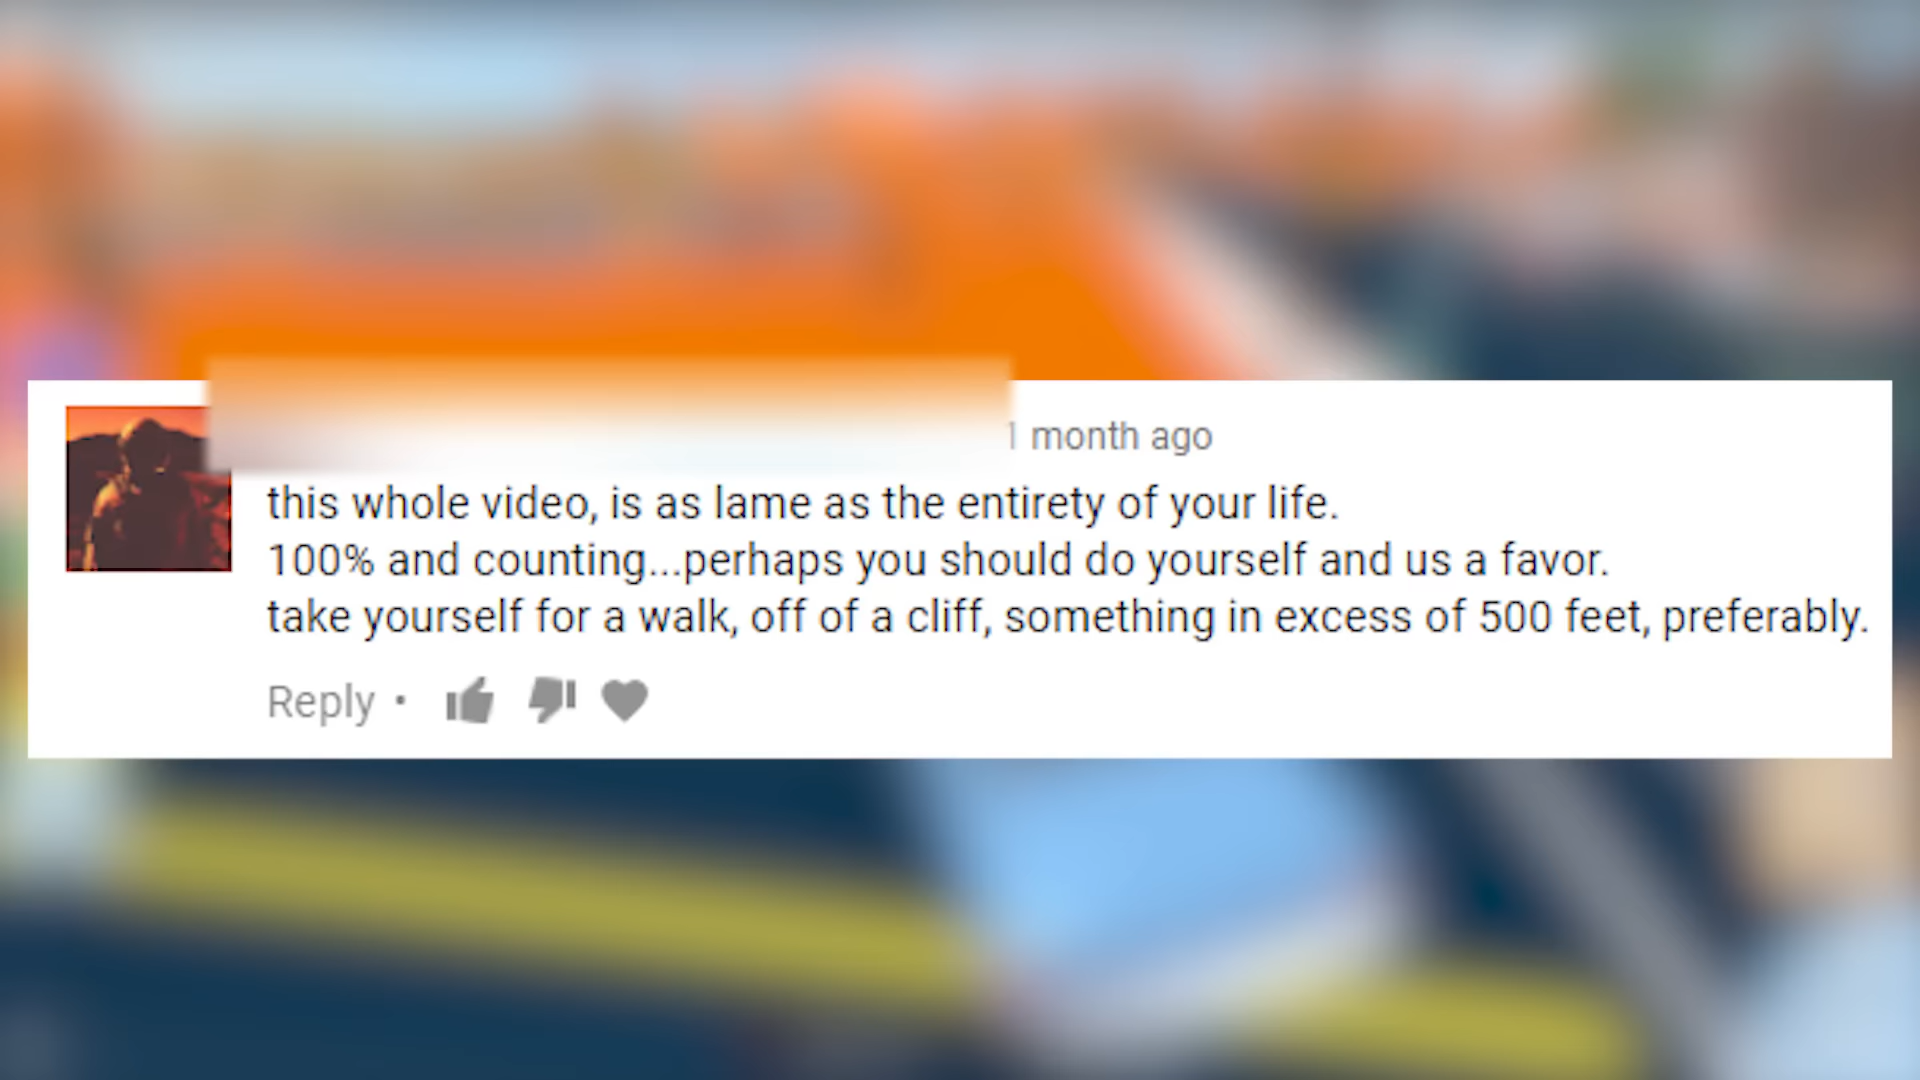 1 month ago
this whole video, is as lame as the entirety of your life.
100% and counting...perhaps you should do yourself and us a favor.
take yourself for a walk, off of a cliff, something in excess of 500 feet, preferably.
Reply •